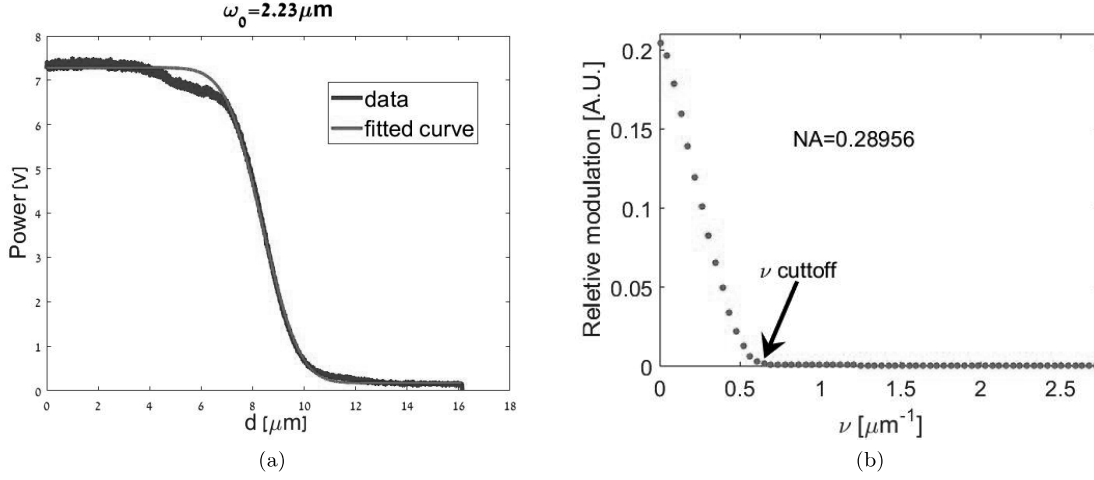 ω₀=2.23μm
8
7
6
5
4
3
2
1
0
Power [v]
data
fitted curve
0 2 4 6 8 10 12 14 16 18
d [μm]
(a)
0.2
0.15
0.1
0.05
0
Reletive modulation [A.U.]
NA=0.28956
ν cuttoff
0 0.5 1 1.5 2 2.5
ν [μm⁻¹]
(b)